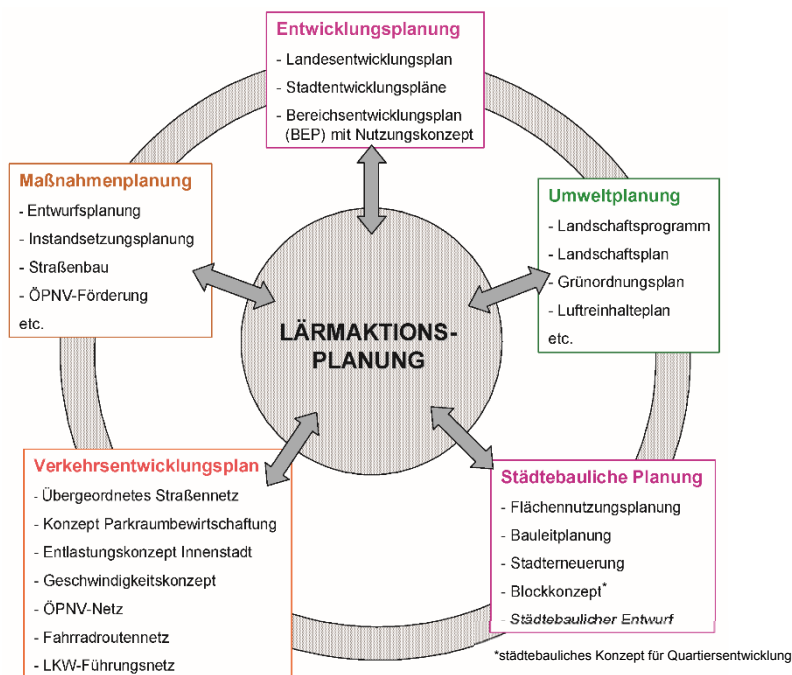 Entwicklungsplanung
- Landesentwicklungsplan
- Stadtentwicklungspläne
- Bereichsentwicklungsplan
(BEP) mit Nutzungskonzept
Maßnahmenplanung
- Entwurfsplanung
- Instandsetzungsplanung
- Straßenbau
- ÖPNV-Förderung
etc.
Umweltplanung
- Landschaftsprogramm
- Landschaftsplan
- Grünordnungsplan
- Luftreinhalteplan
etc.
LÄRMAKTIONS-
PLANUNG
Verkehrsentwicklungsplan
- Übergeordnetes Straßennetz
- Konzept Parkraumbewirtschaftung
- Entlastungskonzept Innenstadt
- Geschwindigkeitskonzept
- ÖPNV-Netz
- Fahrradroutennetz
- LKW-Führungsnetz
Städtebauliche Planung
- Flächennutzungsplanung
- Bauleitplanung
- Stadterneuerung
- Blockkonzept*
- Städtebaulicher Entwurf
*städtebauliches Konzept für Quartiersentwicklung